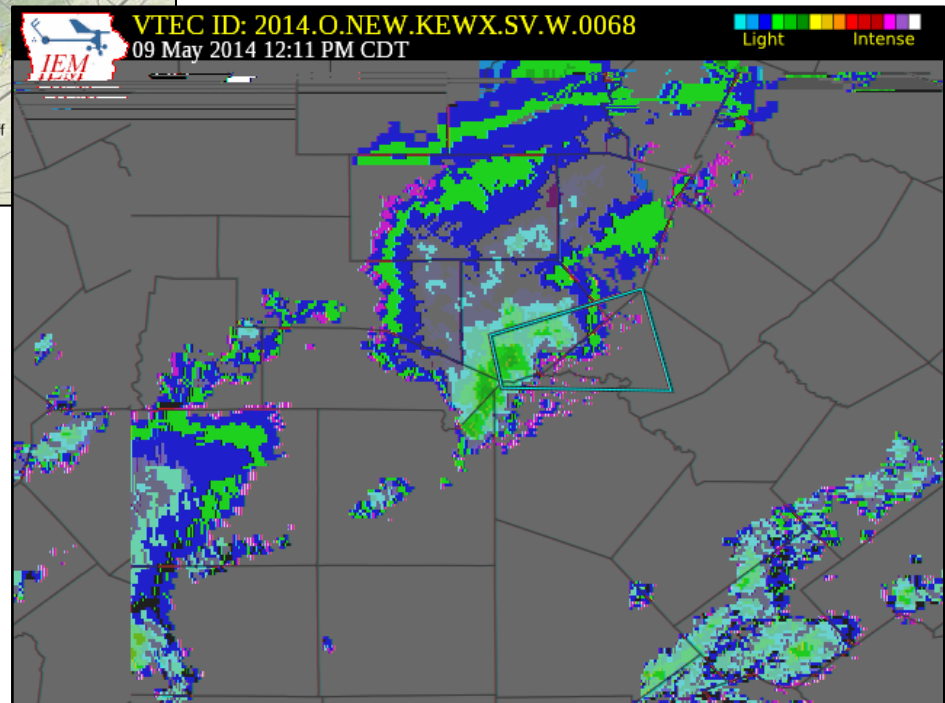 VTEC ID: 2014.O.NEW.KEWX.SV.W.0068
09 May 2014 12:11 PM CDT
IEM
Light Intense